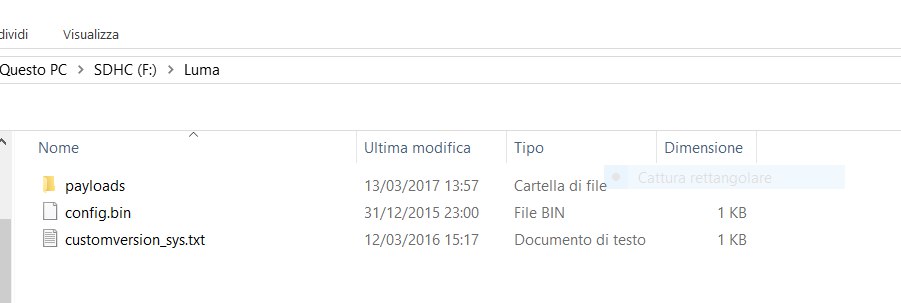 dividi Visualizza
Questo PC > SDHC (F:) > Luma
Nome Ultima modifica Tipo Dimensione
Cattura rettangolare
payloads 13/03/2017 13:57 Cartella di file
config.bin 31/12/2015 23:00 File BIN 1 KB
customversion_sys.txt 12/03/2016 15:17 Documento di testo 1 KB